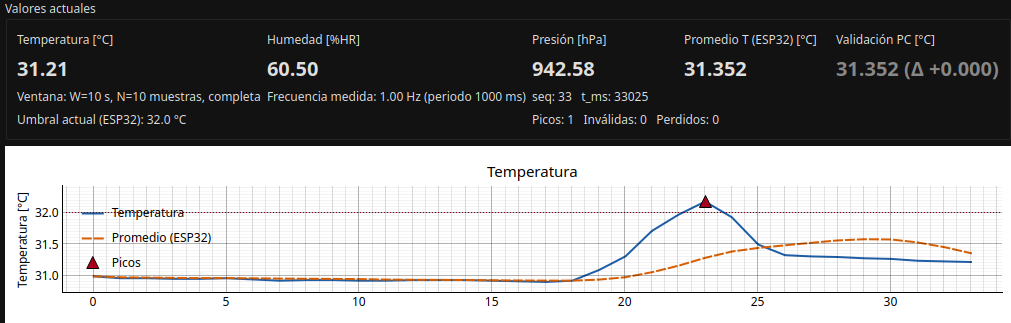 Valores actuales
Temperatura [°C] Humedad [%HR] Presión [hPa] Promedio T (ESP32) [°C] Validación PC [°C]
31.21 60.50 942.58 31.352 31.352 (Δ +0.000)
Ventana: W=10 s, N=10 muestras, completa Frecuencia medida: 1.00 Hz (periodo 1000 ms) seq: 33 t_ms: 33025
Umbral actual (ESP32): 32.0 °C Picos: 1 Inválidas: 0 Perdidos: 0
Temperatura
Temperatura [°C]
32.0
31.5
31.0
Temperatura
Promedio (ESP32)
Picos
0 5 10 15 20 25 30